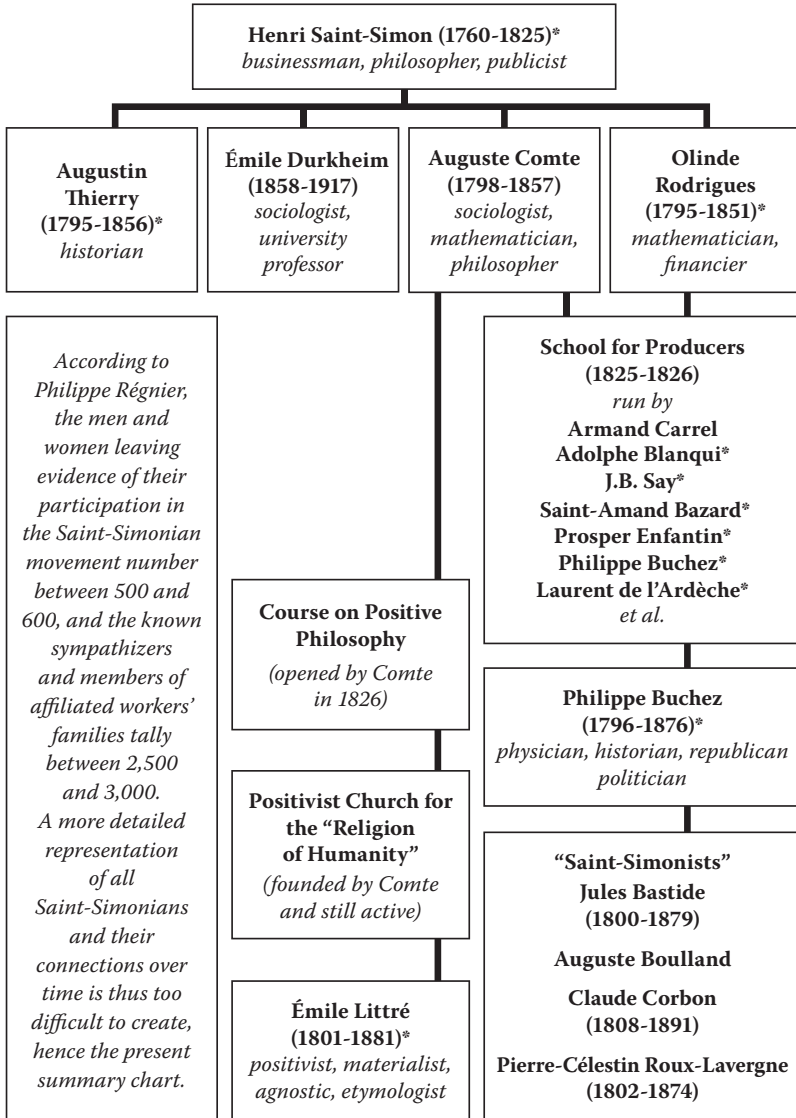 Henri Saint-Simon (1760-1825)*
businessman, philosopher, publicist
Augustin
Thierry
(1795-1856)*
historian
Émile Durkheim
(1858-1917)
sociologist,
university
professor
Auguste Comte
(1798-1857)
sociologist,
mathematician,
philosopher
Olinde
Rodrigues
(1795-1851)*
mathematician,
financier
According to
Philippe Régnier,
the men and
women leaving
evidence of their
participation in
the Saint-Simonian
movement number
between 500 and
600, and the known
sympathizers
and members of
affiliated workers’
families tally
between 2,500
and 3,000.
A more detailed
representation
of all
Saint-Simonians
and their
connections over
time is thus too
difficult to create,
hence the present
summary chart.
Course on Positive
Philosophy
(opened by Comte
in 1826)
Positivist Church for
the “Religion
of Humanity”
(founded by Comte
and still active)
Émile Littré
(1801-1881)*
positivist, materialist,
agnostic, etymologist
School for Producers
(1825-1826)
run by
Armand Carrel
Adolphe Blanqui*
J.B. Say*
Saint-Amand Bazard*
Prosper Enfantin*
Philippe Buchez*
Laurent de l’Ardèche*
et al.
Philippe Buchez
(1796-1876)*
physician, historian, republican
politician
“Saint-Simonists”
Jules Bastide
(1800-1879)
Auguste Boulland
Claude Corbon
(1808-1891)
Pierre-Célestin Roux-Lavergne
(1802-1874)